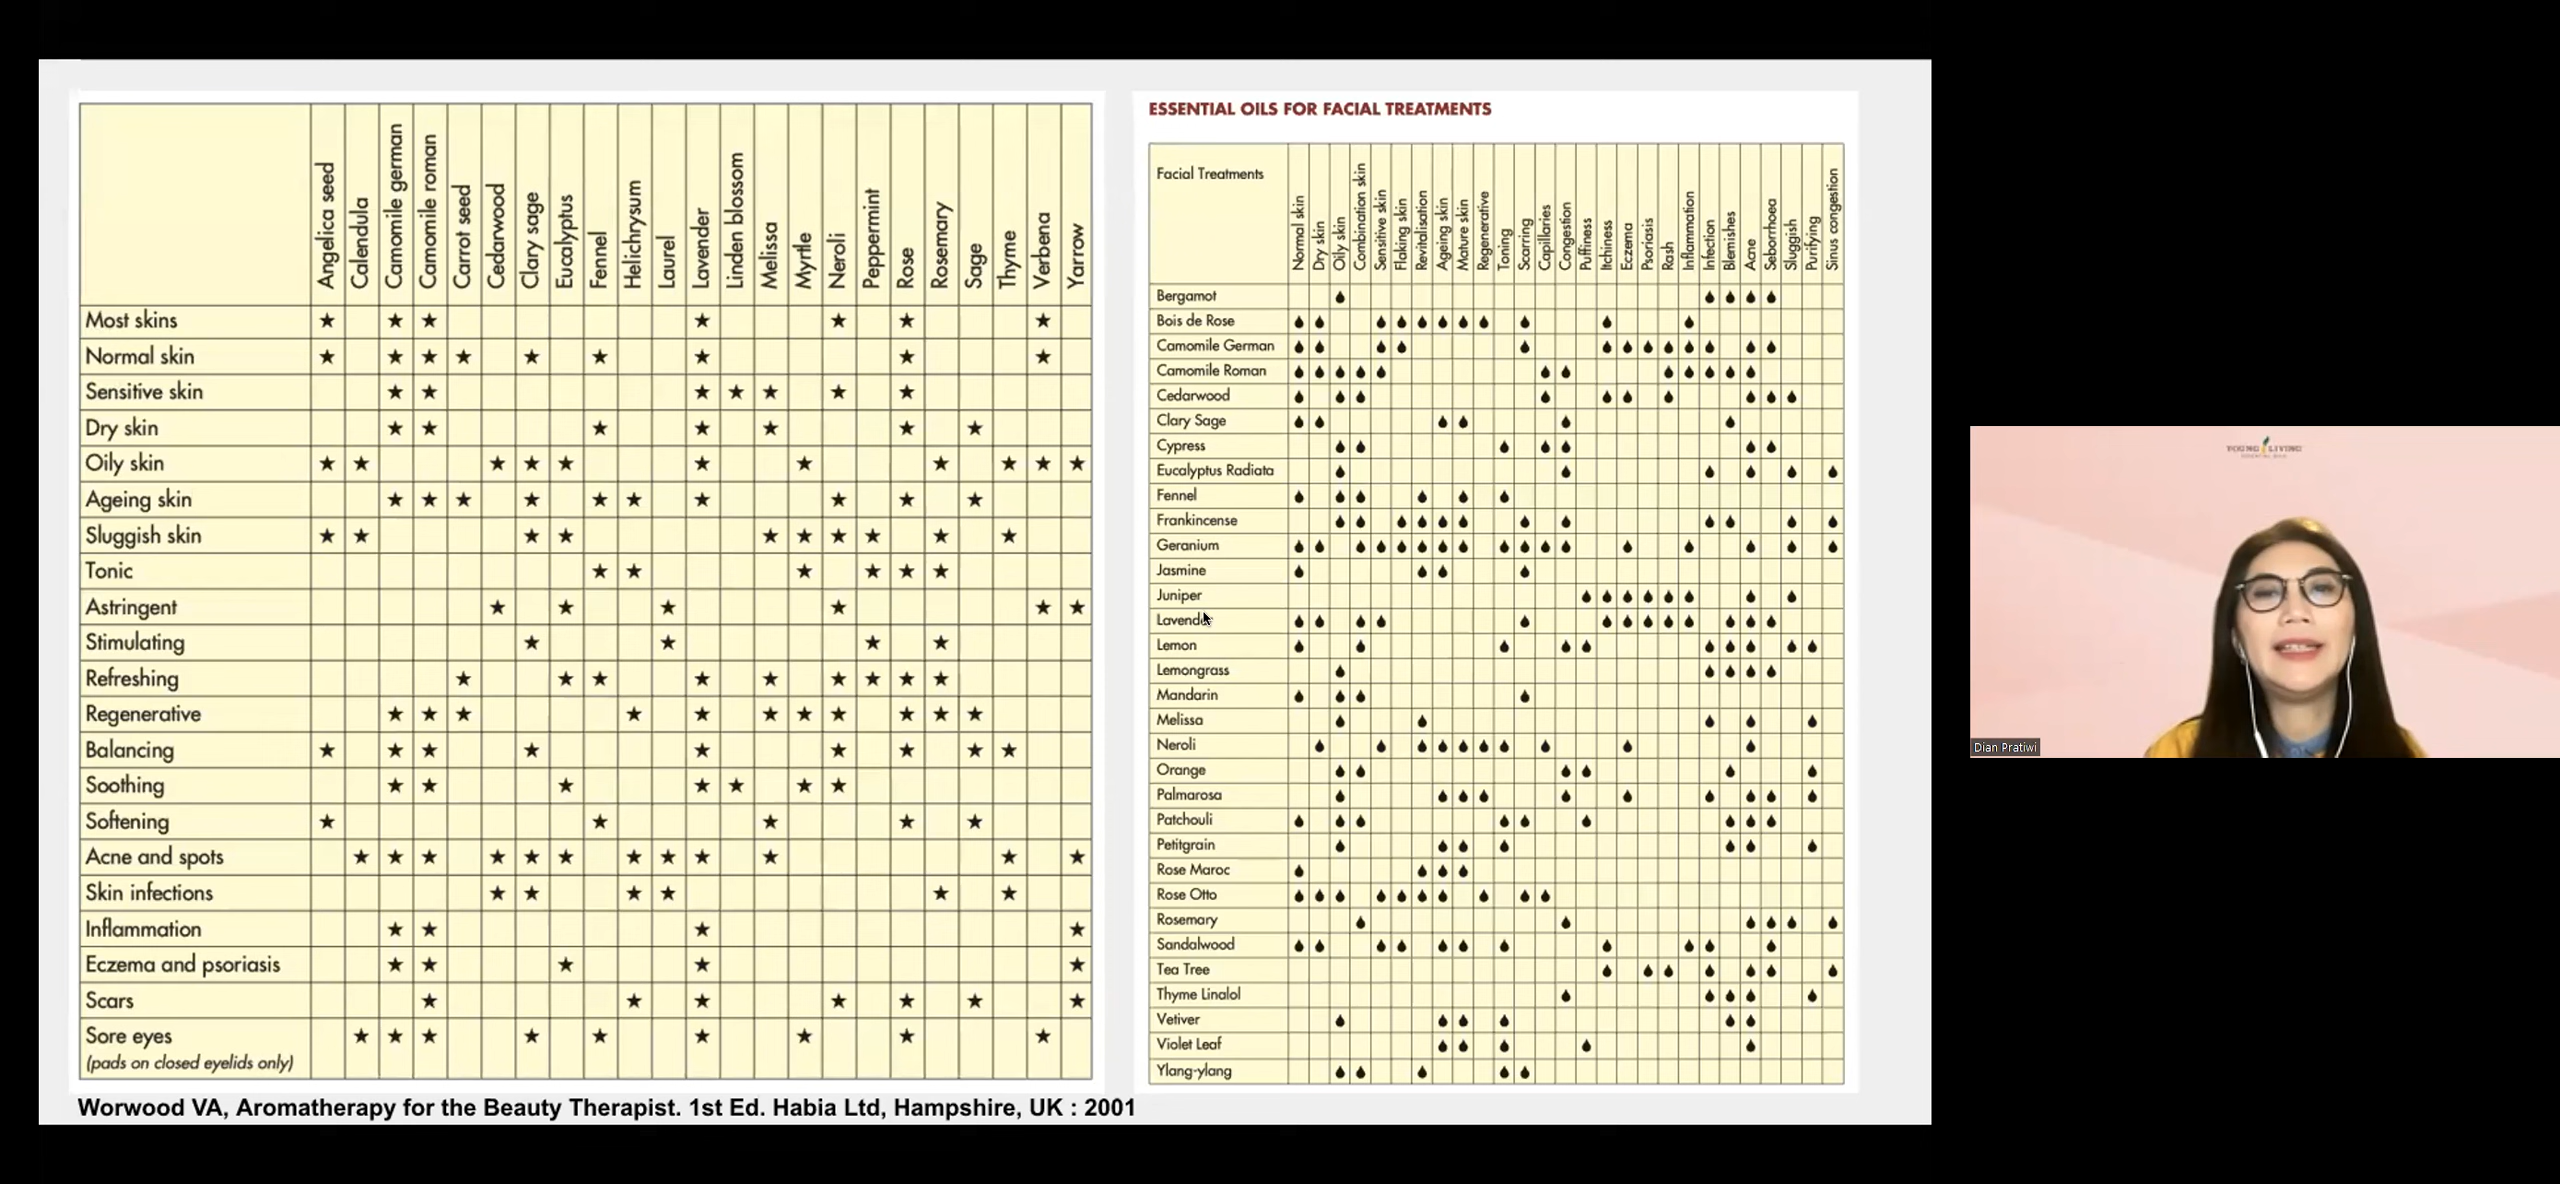 Angelica seed
Calendula
Camomile german
Camomile roman
Carrot seed
Cedarwood
Clary sage
Eucalyptus
Fennel
Helichrysum
Laurel
Lavender
Linden blossom
Melissa
Myrtle
Neroli
Peppermint
Rose
Rosemary
Sage
Thyme
Verbena
Yarrow
Most skins
Normal skin
Sensitive skin
Dry skin
Oily skin
Ageing skin
Sluggish skin
Tonic
Astringent
Stimulating
Refreshing
Regenerative
Balancing
Soothing
Softening
Acne and spots
Skin infections
Inflammation
Eczema and psoriasis
Scars
Sore eyes
(pads on closed eyelids only)
Worwood VA, Aromatherapy for the Beauty Therapist. 1st Ed. Habia Ltd, Hampshire, UK : 2001
ESSENTIAL OILS FOR FACIAL TREATMENTS
Facial Treatments
Normal skin
Dry skin
Oily skin
Combination skin
Sensitive skin
Flaking skin
Revitalisation
Ageing skin
Mature skin
Regenerative
Toning
Scarring
Capillaries
Congestion
Puffiness
Itchiness
Eczema
Psoriasis
Rash
Inflammation
Infection
Blemishes
Acne
Seborrhoea
Sluggish
Purifying
Sinus congestion
Bergamot
Bois de Rose
Camomile German
Camomile Roman
Cedarwood
Clary Sage
Cypress
Eucalyptus Radiata
Fennel
Frankincense
Geranium
Jasmine
Juniper
Lavender
Lemon
Lemongrass
Mandarin
Melissa
Neroli
Orange
Palmarosa
Patchouli
Petitgrain
Rose Maroc
Rose Otto
Rosemary
Sandalwood
Tea Tree
Thyme Linalol
Vetiver
Violet Leaf
Ylang-ylang
YOUNG LIVING
Dian Pratiwi